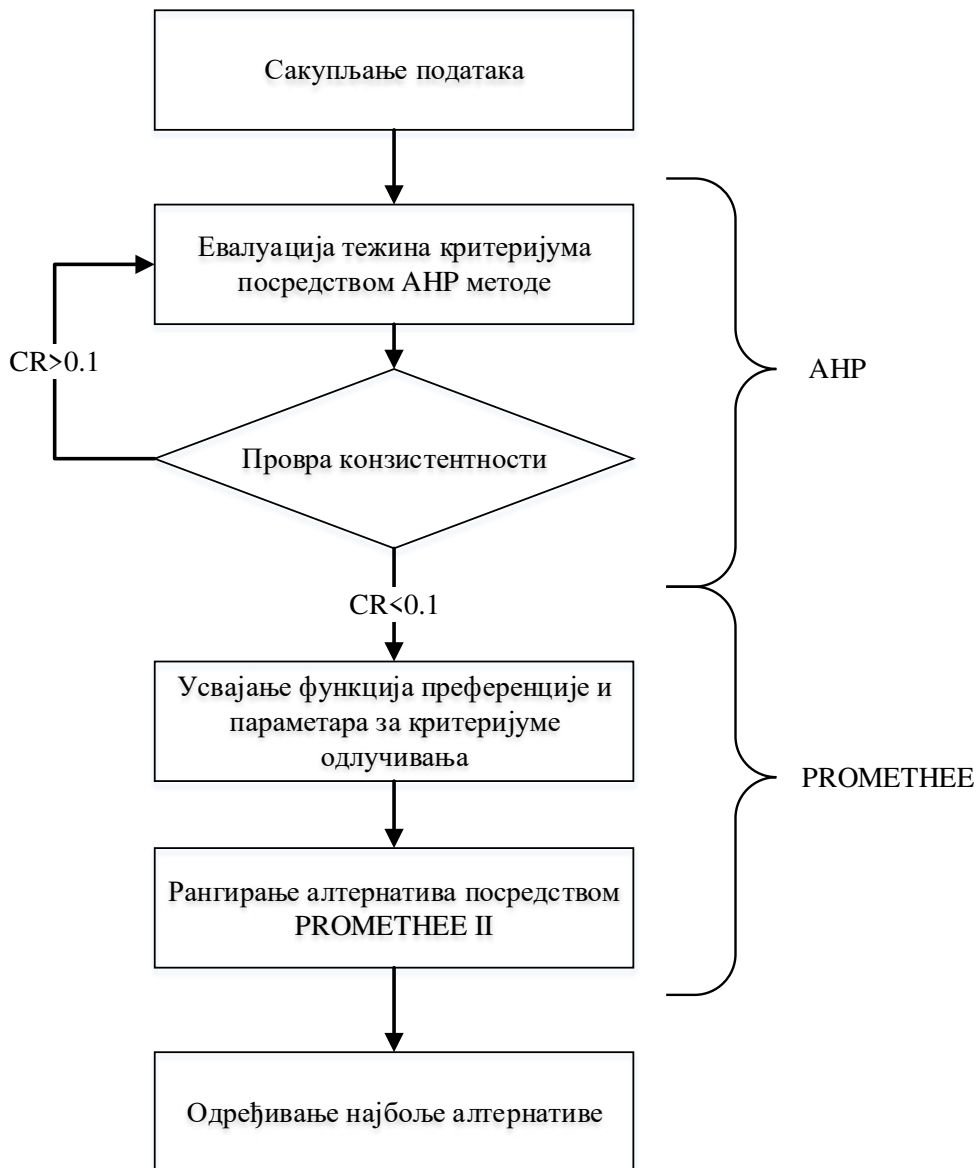 Сакупљање података
Евалуација тежина критеријума
посредством АНР методе
CR>0.1
AHP
Провра конзистентности
CR<0.1
Усвајање функција преференције и
параметара за критеријуме
одлучивања
PROMETHEE
Рангирање алтернатива посредством
PROMETHEE II
Одређивање најбоље алтернативе